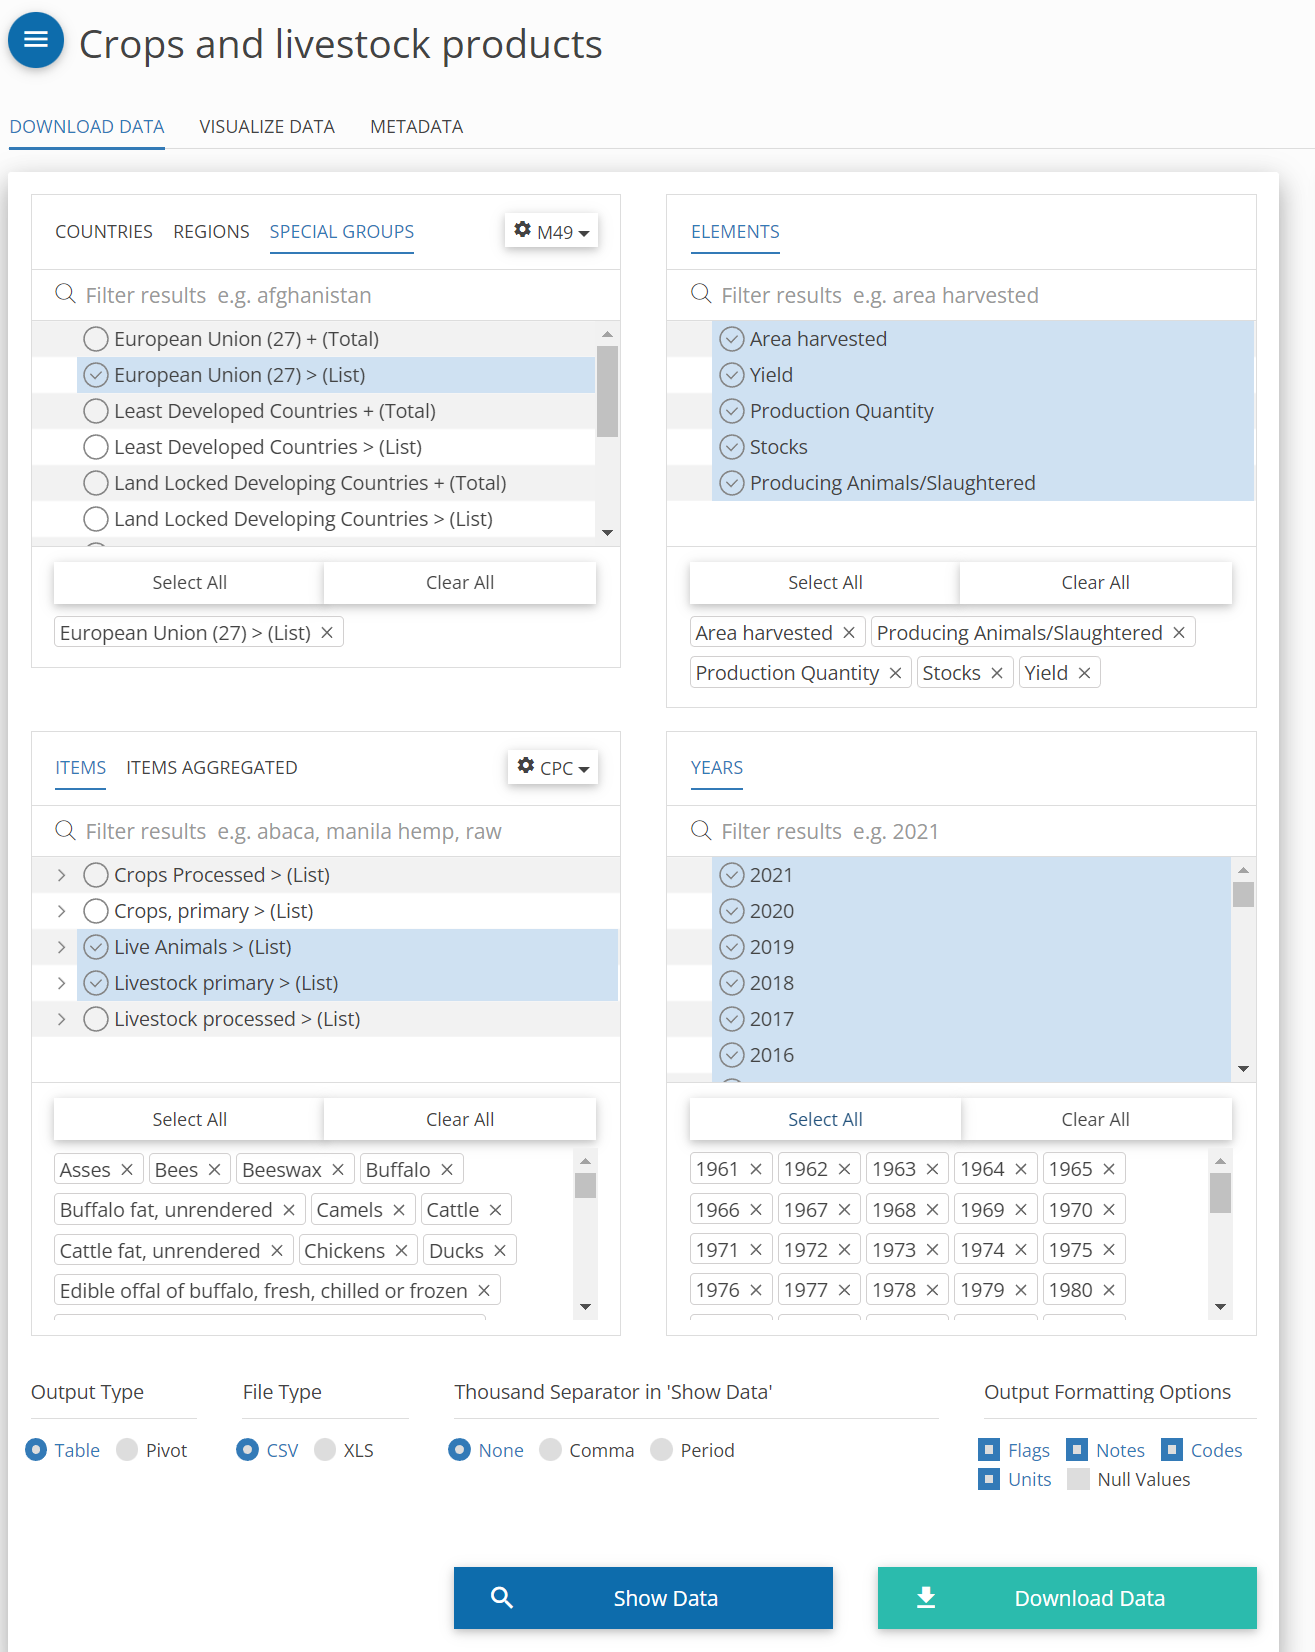 Crops and livestock products
DOWNLOAD DATA VISUALIZE DATA METADATA
COUNTRIES REGIONS SPECIAL GROUPS M49
Filter results e.g. afghanistan
European Union (27) + (Total)
European Union (27) > (List)
Least Developed Countries + (Total)
Least Developed Countries > (List)
Land Locked Developing Countries + (Total)
Land Locked Developing Countries > (List)
Select All Clear All
European Union (27) > (List) ×
ELEMENTS
Filter results e.g. area harvested
Area harvested
Yield
Production Quantity
Stocks
Producing Animals/Slaughtered
Select All Clear All
Area harvested × Producing Animals/Slaughtered ×
Production Quantity × Stocks × Yield ×
ITEMS ITEMS AGGREGATED CPC
Filter results e.g. abaca, manila hemp, raw
Crops Processed > (List)
Crops, primary > (List)
Live Animals > (List)
Livestock primary > (List)
Livestock processed > (List)
Select All Clear All
Asses × Bees × Beeswax × Buffalo ×
Buffalo fat, unrendered × Camels × Cattle ×
Cattle fat, unrendered × Chickens × Ducks ×
Edible offal of buffalo, fresh, chilled or frozen ×
YEARS
Filter results e.g. 2021
2021
2020
2019
2018
2017
2016
Select All Clear All
1961 × 1962 × 1963 × 1964 × 1965 ×
1966 × 1967 × 1968 × 1969 × 1970 ×
1971 × 1972 × 1973 × 1974 × 1975 ×
1976 × 1977 × 1978 × 1979 × 1980 ×
Output Type
Table Pivot
File Type
CSV XLS
Thousand Separator in 'Show Data'
None Comma Period
Output Formatting Options
Flags Notes Codes
Units Null Values
Show Data
Download Data